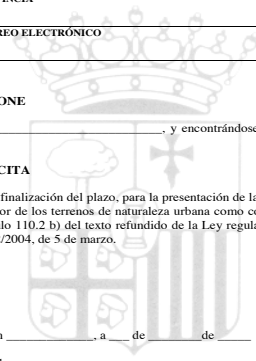 REO ELECTRÓNICO
ONE
, y encontrándose
CITA
finalización del plazo, para la presentación de la
or de los terrenos de naturaleza urbana como co
lo 110.2 b) del texto refundido de la Ley regula
/2004, de 5 de marzo.
, a ____ de ________ de ______